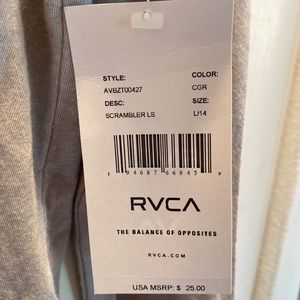 STYLE: COLOR:
AVBZT00427 CGR
DESC: SIZE:
SCRAMBLER LS L/14
1 94687 66945 9
RVCA
THE BALANCE OF OPPOSITES
RVCA.COM
USA MSRP: $ 25.00